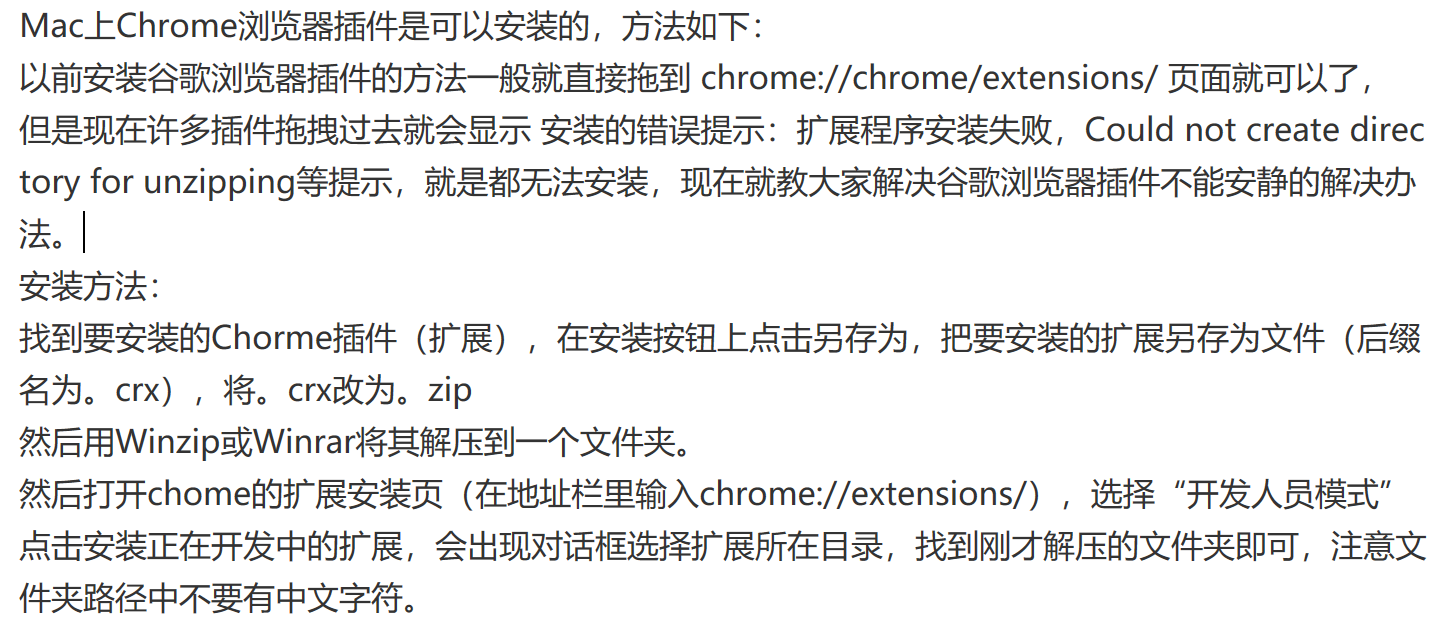 Mac上Chrome浏览器插件是可以安装的，方法如下：
以前安装谷歌浏览器插件的方法一般就直接拖到 chrome://chrome/extensions/ 页面就可以了，
但是现在许多插件拖拽过去就会显示 安装的错误提示：扩展程序安装失败，Could not create direc
tory for unzipping等提示，就是都无法安装，现在就教大家解决谷歌浏览器插件不能安静的解决办
法。
安装方法：
找到要安装的Chorme插件（扩展），在安装按钮上点击另存为，把要安装的扩展另存为文件（后缀
名为。crx），将。crx改为。zip
然后用Winzip或Winrar将其解压到一个文件夹。
然后打开chome的扩展安装页（在地址栏里输入chrome://extensions/），选择“开发人员模式”
点击安装正在开发中的扩展，会出现对话框选择扩展所在目录，找到刚才解压的文件夹即可，注意文
件夹路径中不要有中文字符。